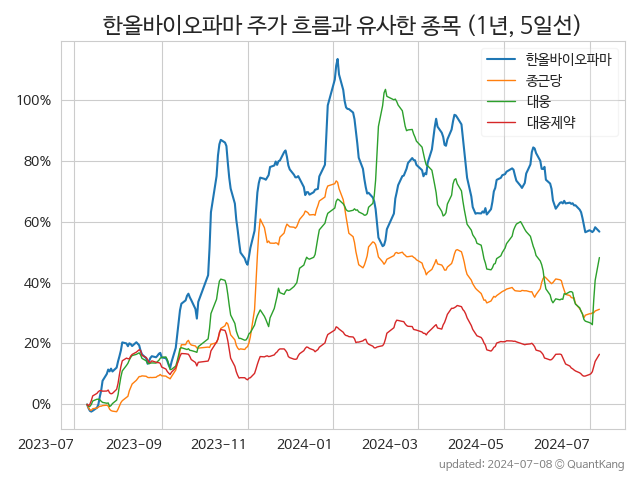 한올바이오파마 주가 흐름과 유사한 종목 (1년, 5일선)
한올바이오파마
종근당
대웅
대웅제약
100%
80%
60%
40%
20%
0%
2023-07 2023-09 2023-11 2024-01 2024-03 2024-05 2024-07
updated: 2024-07-08 © QuantKang